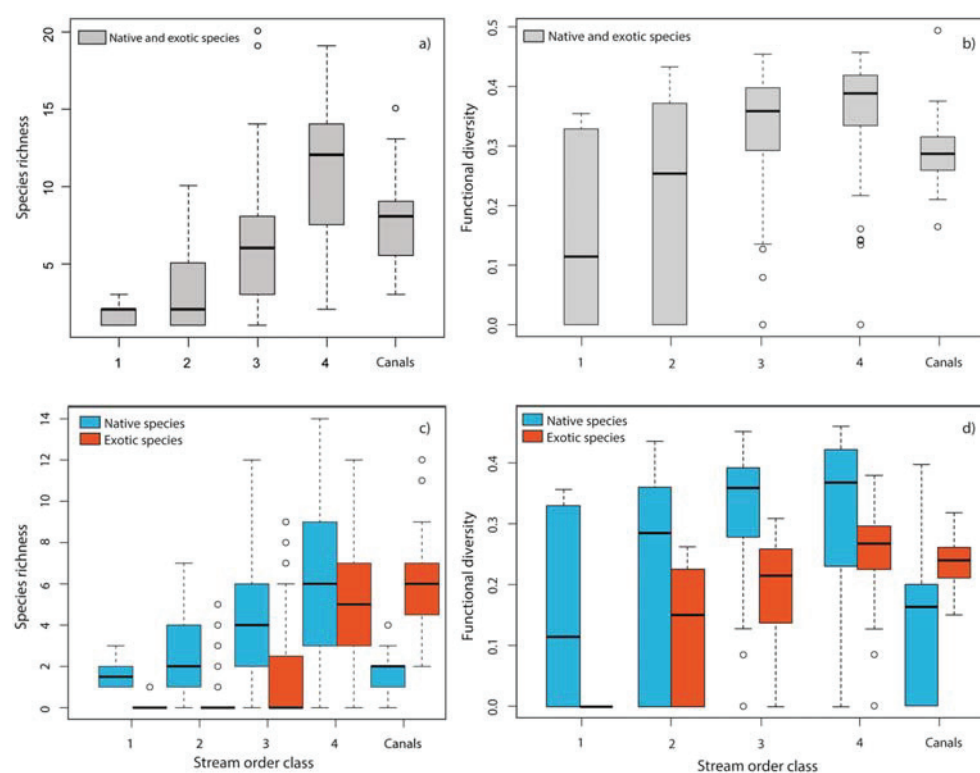 Native and exotic species
a)
Species richness
20
15
10
5
1 2 3 4 Canals
Native and exotic species
b)
Functional diversity
0.5
0.4
0.3
0.2
0.1
0.0
1 2 3 4 Canals
Native species
Exotic species
c)
Species richness
14
12
10
8
6
4
2
0
1 2 3 4 Canals
Stream order class
Native species
Exotic species
d)
Functional diversity
0.4
0.3
0.2
0.1
0.0
1 2 3 4 Canals
Stream order class